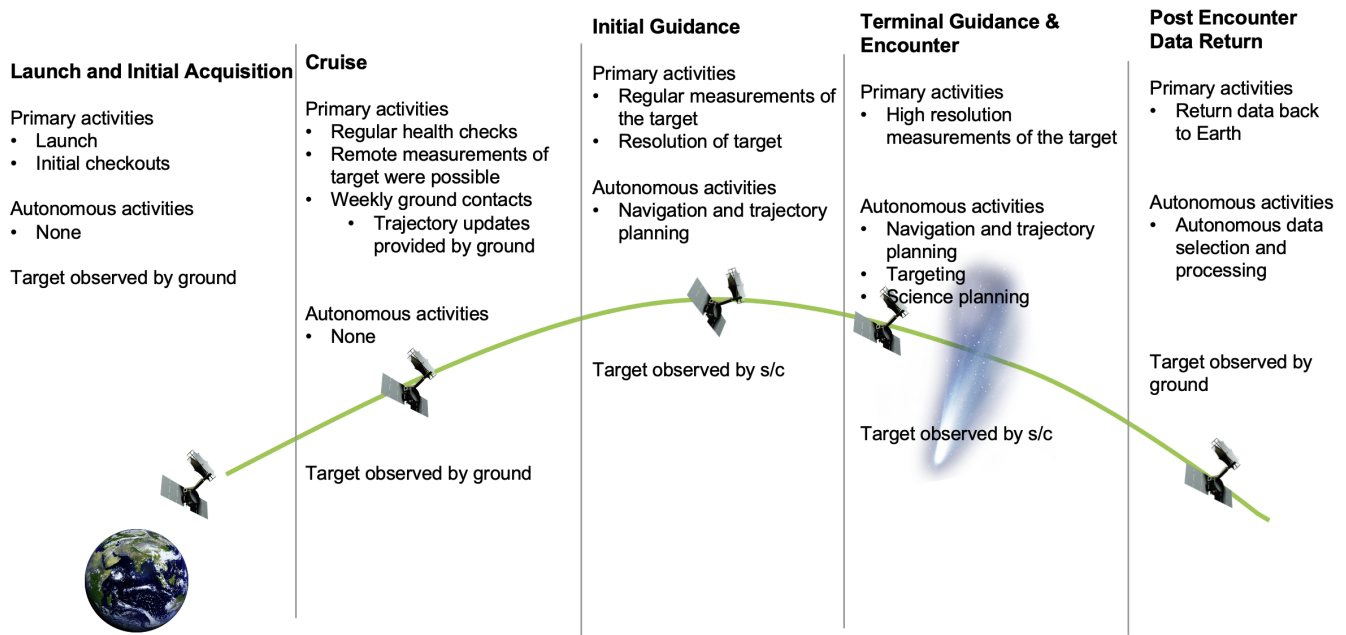 Launch and Initial Acquisition
Primary activities
• Launch
• Initial checkouts
Autonomous activities
• None
Target observed by ground
Cruise
Primary activities
• Regular health checks
• Remote measurements of
target were possible
• Weekly ground contacts
• Trajectory updates
provided by ground
Autonomous activities
• None
Target observed by ground
Initial Guidance
Primary activities
• Regular measurements of
the target
• Resolution of target
Autonomous activities
• Navigation and trajectory
planning
Target observed by s/c
Terminal Guidance &
Encounter
Primary activities
• High resolution
measurements of the target
Autonomous activities
• Navigation and trajectory
planning
• Targeting
• Science planning
Target observed by s/c
Post Encounter
Data Return
Primary activities
• Return data back
to Earth
Autonomous activities
• Autonomous data
selection and
processing
Target observed by
ground